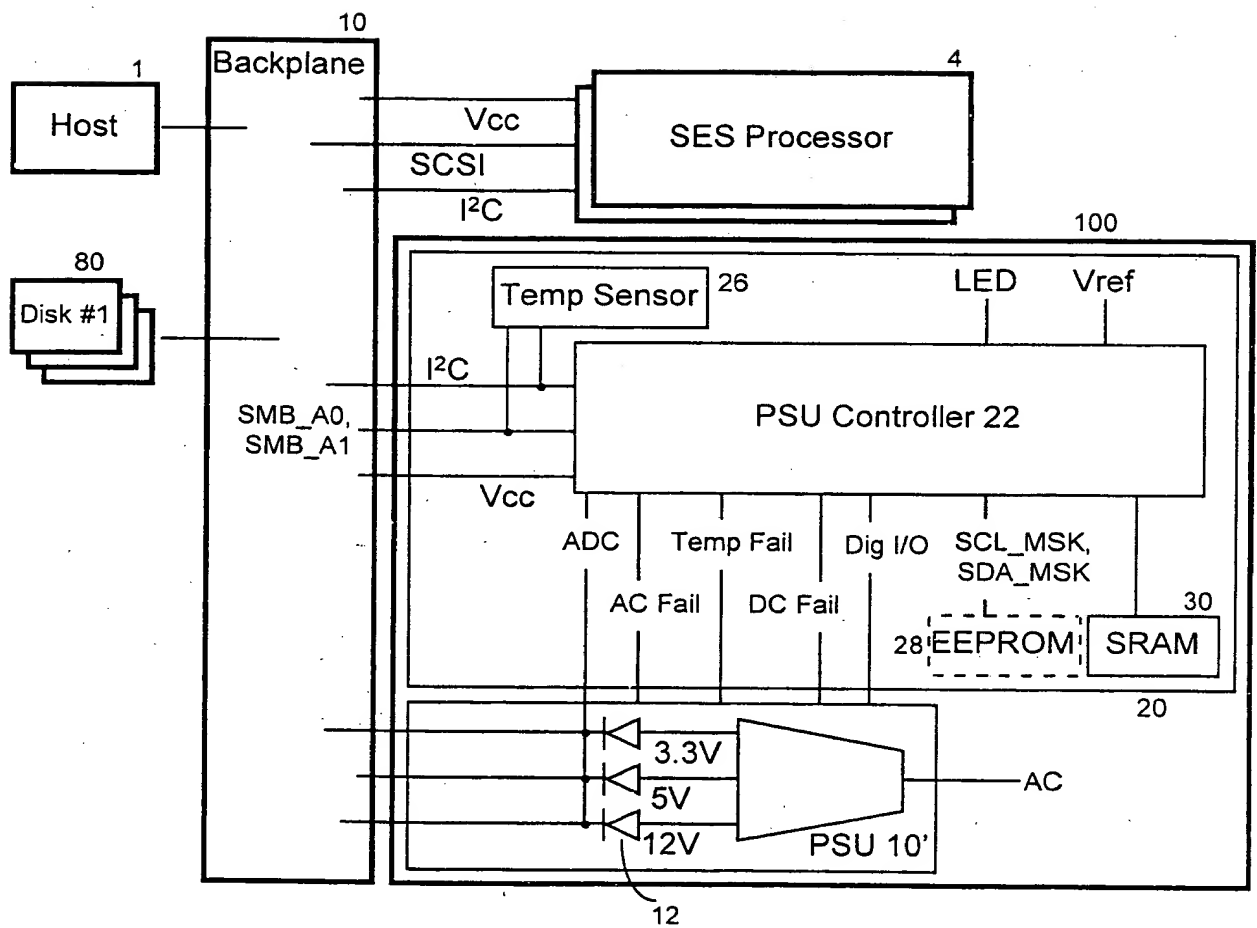 10
Backplane
1
Host
4
SES Processor
Vcc
SCSI
I²C
100
80
Disk #1
Temp Sensor
26
LED
Vref
I²C
SMB_A0,
SMB_A1
PSU Controller 22
Vcc
ADC
Temp Fail
Dig I/O
SCL_MSK,
SDA_MSK
AC Fail
DC Fail
30
28
EEPROM
SRAM
20
3.3V
5V
12V
AC
PSU 10'
12